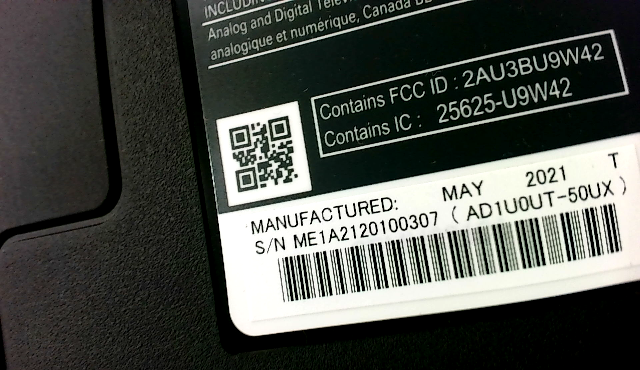 INCLUDIN
Analog and Digital Televi
analogique et numérique, Canada B
Contains FCC ID : 2AU3BU9W42
Contains IC : 25625-U9W42
MANUFACTURED: MAY 2021 T
S/N ME1A2120100307 ( AD1U0UT-50UX )